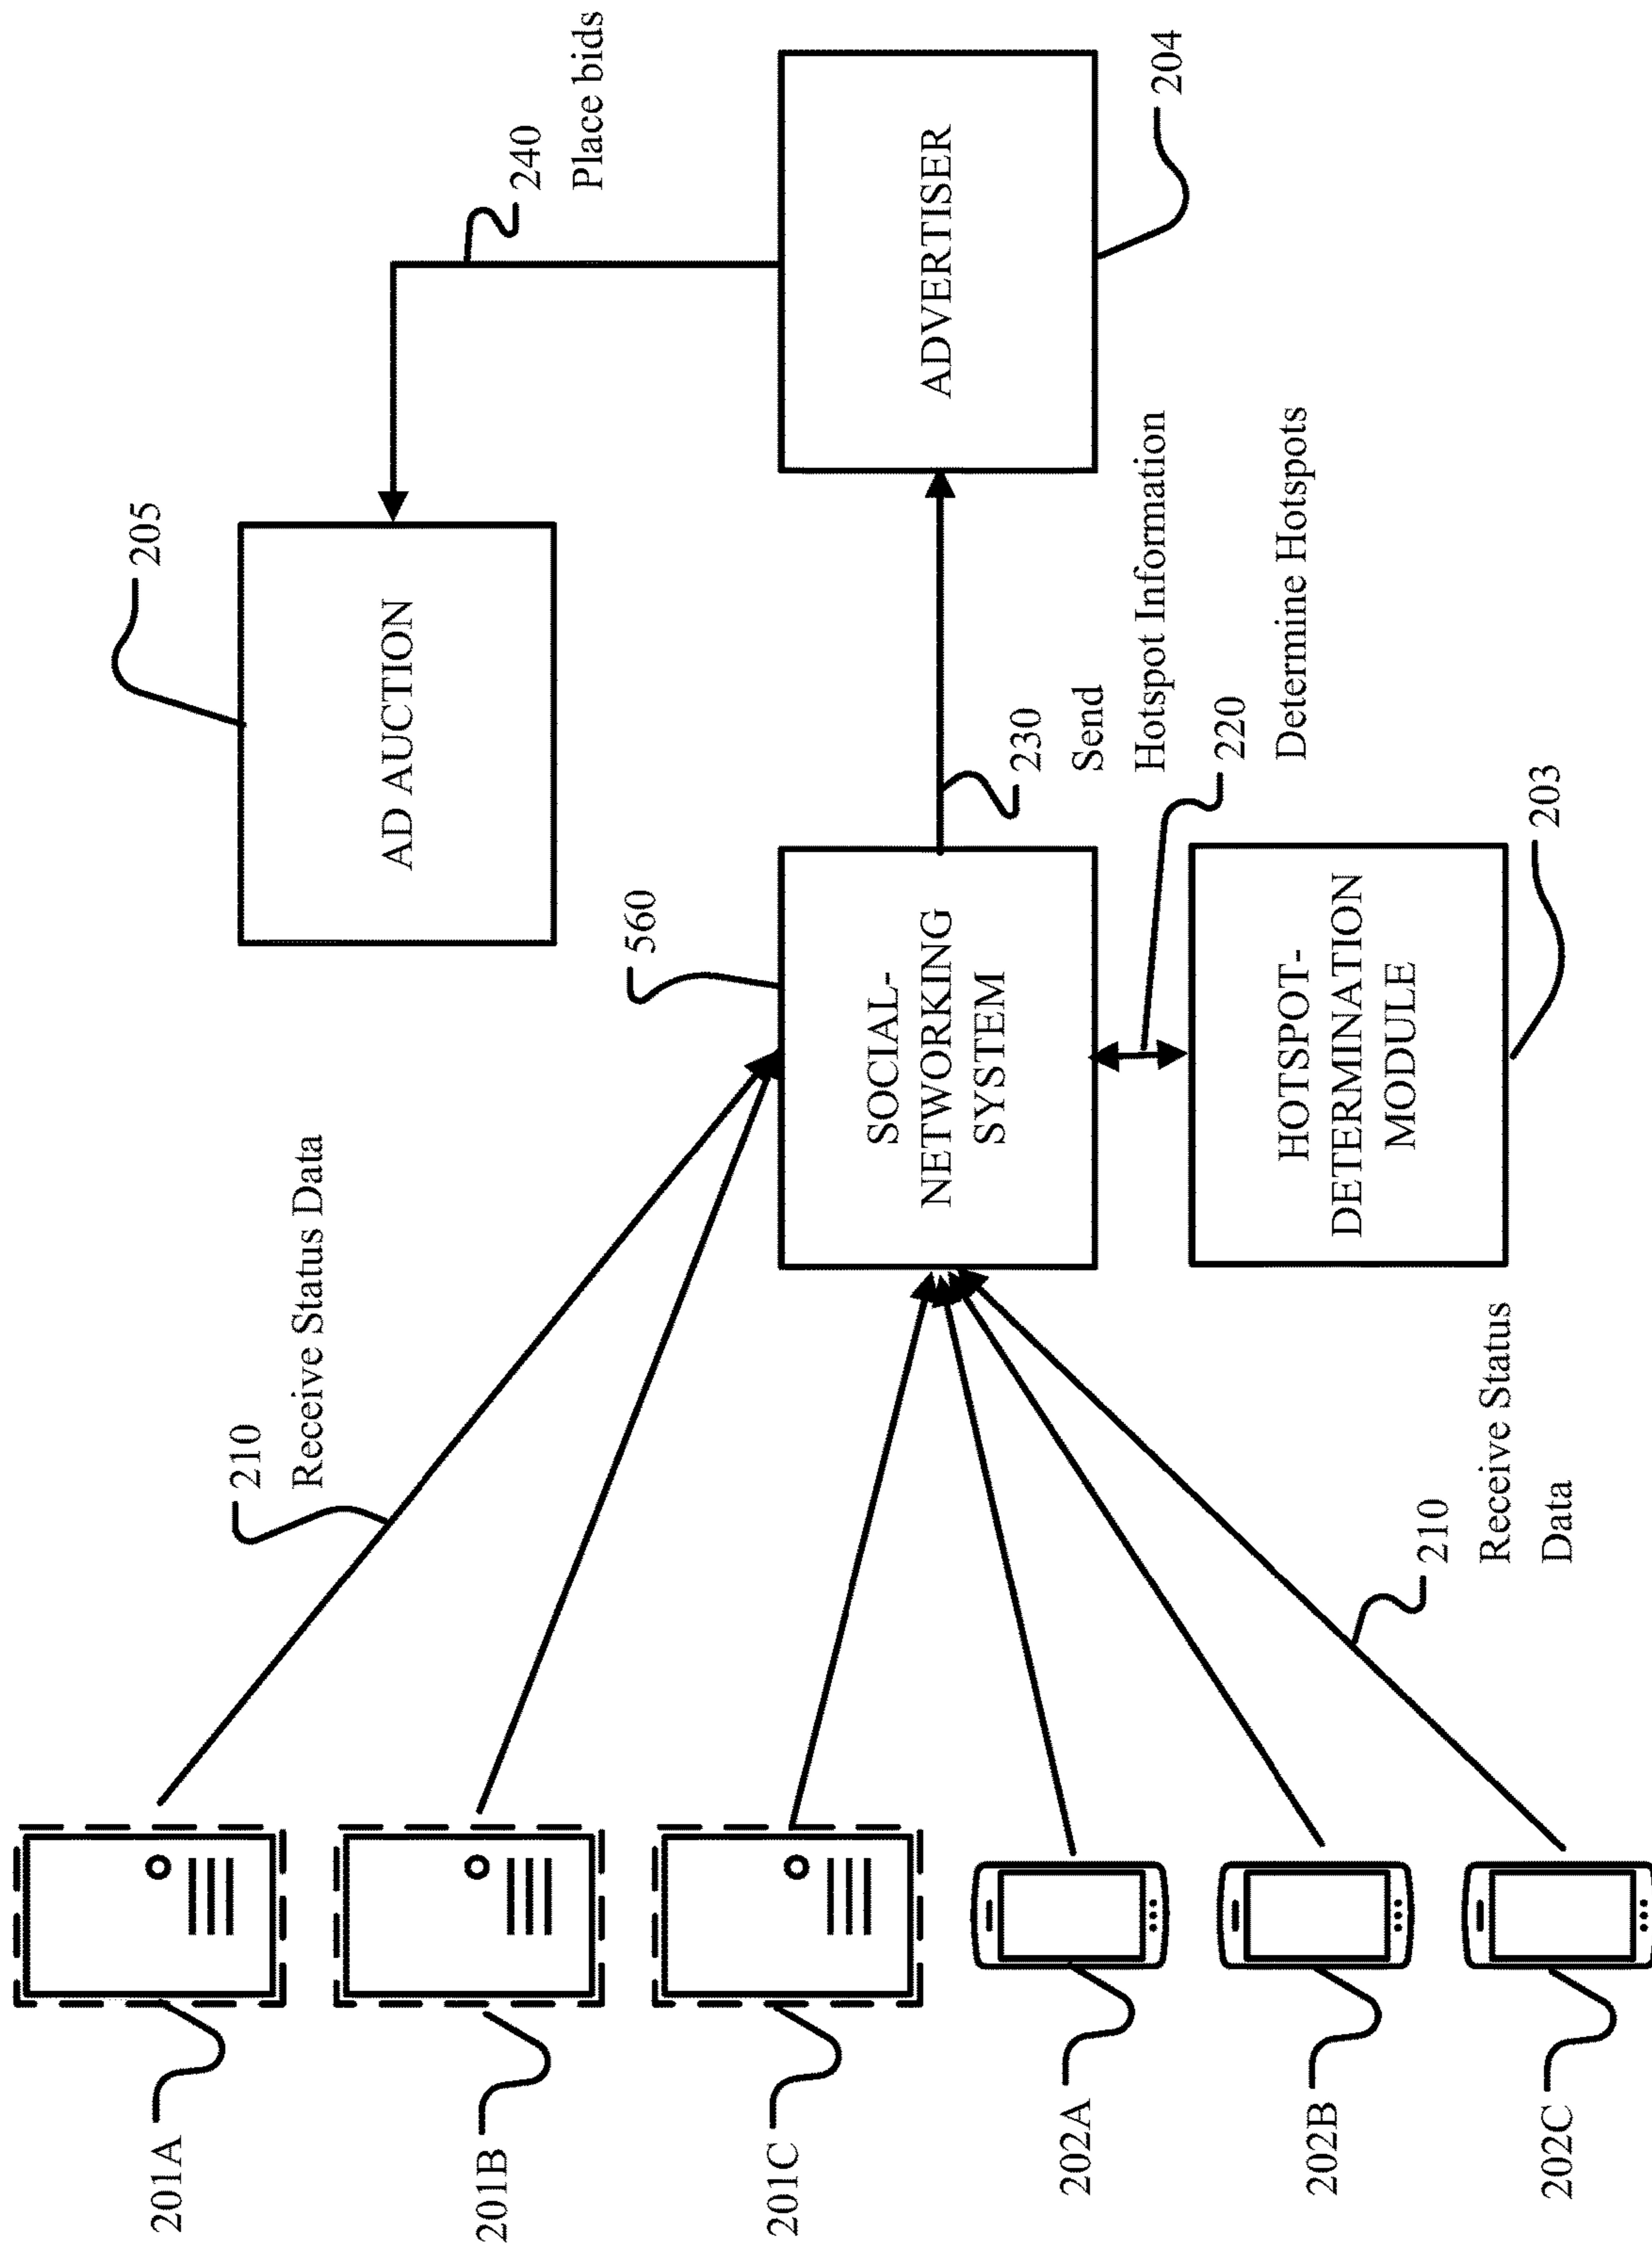 201A
201B
201C
202A
202B
202C
210
Receive Status Data
210
Receive Status
Data
560
SOCIAL-
NETWORKING
SYSTEM
HOTSPOT-
DETERMINATION
MODULE
203
220
Determine Hotspots
230
Send
Hotspot Information
205
AD AUCTION
240
Place bids
ADVERTISER
204